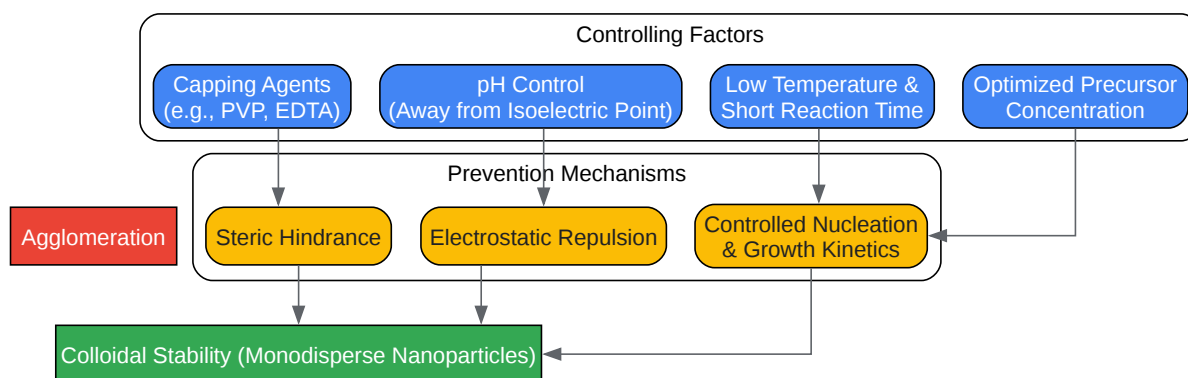 Controlling Factors
Capping Agents
(e.g., PVP, EDTA)
pH Control
(Away from Isoelectric Point)
Low Temperature &
Short Reaction Time
Optimized Precursor
Concentration
Prevention Mechanisms
Agglomeration
Steric Hindrance
Electrostatic Repulsion
Controlled Nucleation
& Growth Kinetics
Colloidal Stability (Monodisperse Nanoparticles)